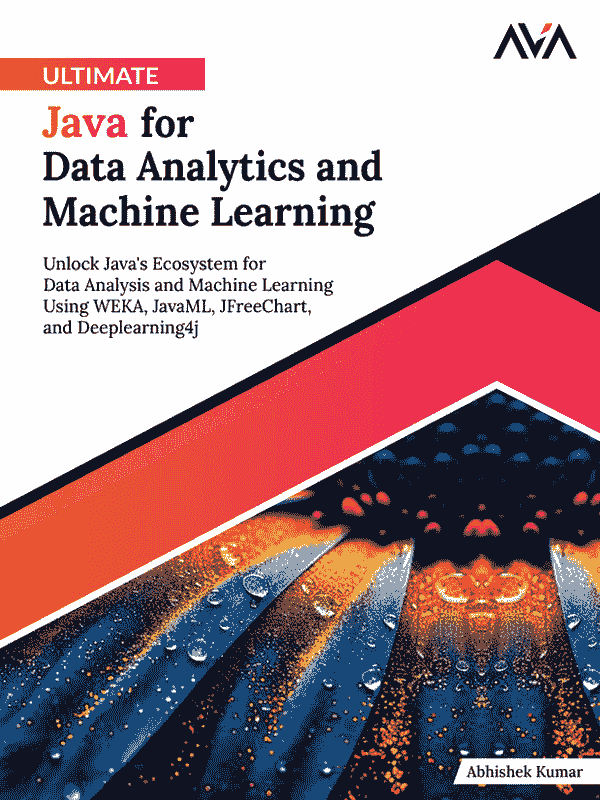 AVA
ULTIMATE
Java for
Data Analytics and
Machine Learning
Unlock Java's Ecosystem for
Data Analysis and Machine Learning
Using WEKA, JavaML, JFreeChart,
and Deeplearning4j
Abhishek Kumar